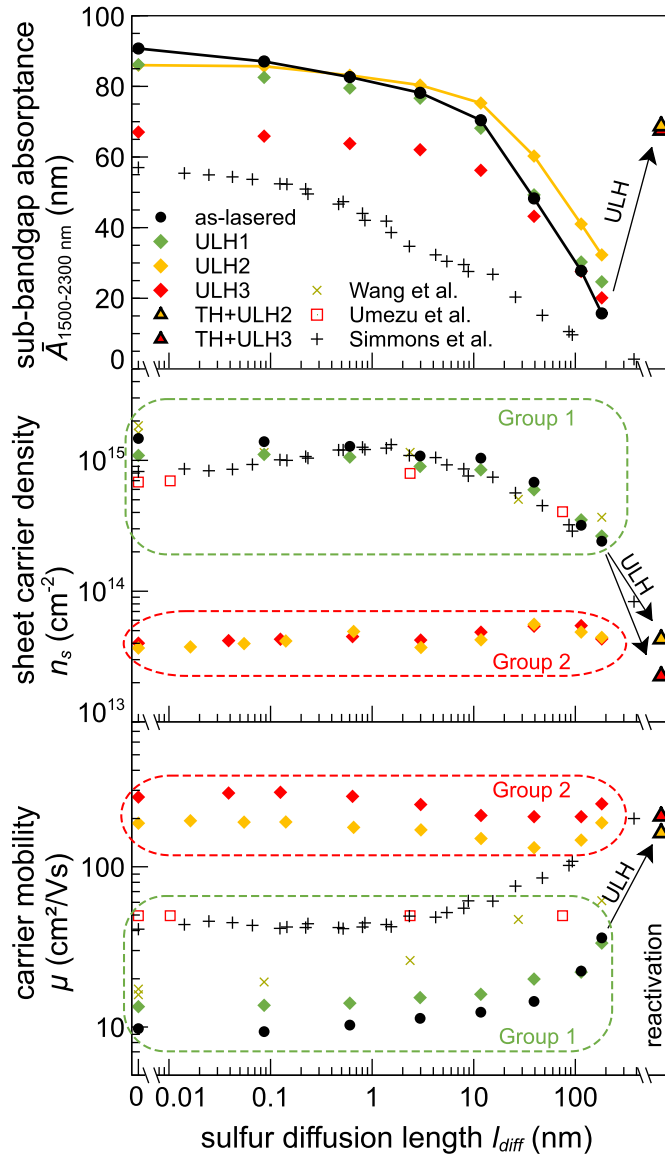 sub-bandgap absorptance
Ā1500-2300 nm (nm)
100
80
60
40
20
0
as-lasered
ULH1
ULH2
ULH3
TH+ULH2
TH+ULH3
Wang et al.
Umezu et al.
Simmons et al.
ULH
sheet carrier density
ns (cm-2)
10^15
10^14
10^13
Group 1
ULH
Group 2
carrier mobility
μ (cm²/Vs)
100
10
Group 2
ULH
Group 1
reactivation
0 0.01 0.1 1 10 100
sulfur diffusion length ldiff (nm)